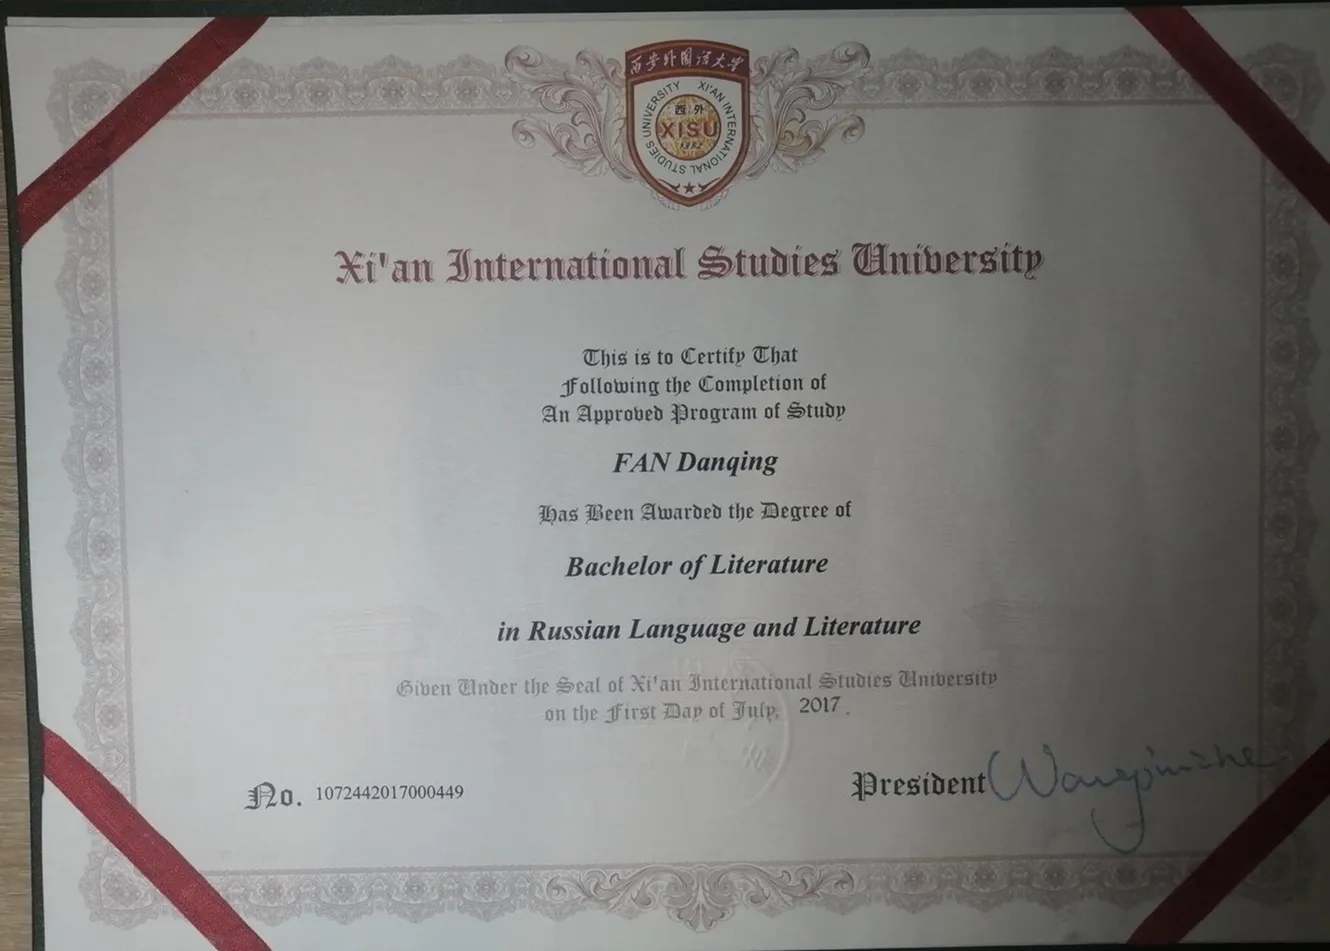 西安外国语大学
XI'AN INTERNATIONAL STUDIES UNIVERSITY
西外
XISU
1952
Xi'an International Studies University
This is to Certify That
Following the Completion of
An Approved Program of Study
FAN Danqing
Has Been Awarded the Degree of
Bachelor of Literature
in Russian Language and Literature
Given Under the Seal of Xi'an International Studies University
on the First Day of July, 2017.
No. 1072442017000449
President